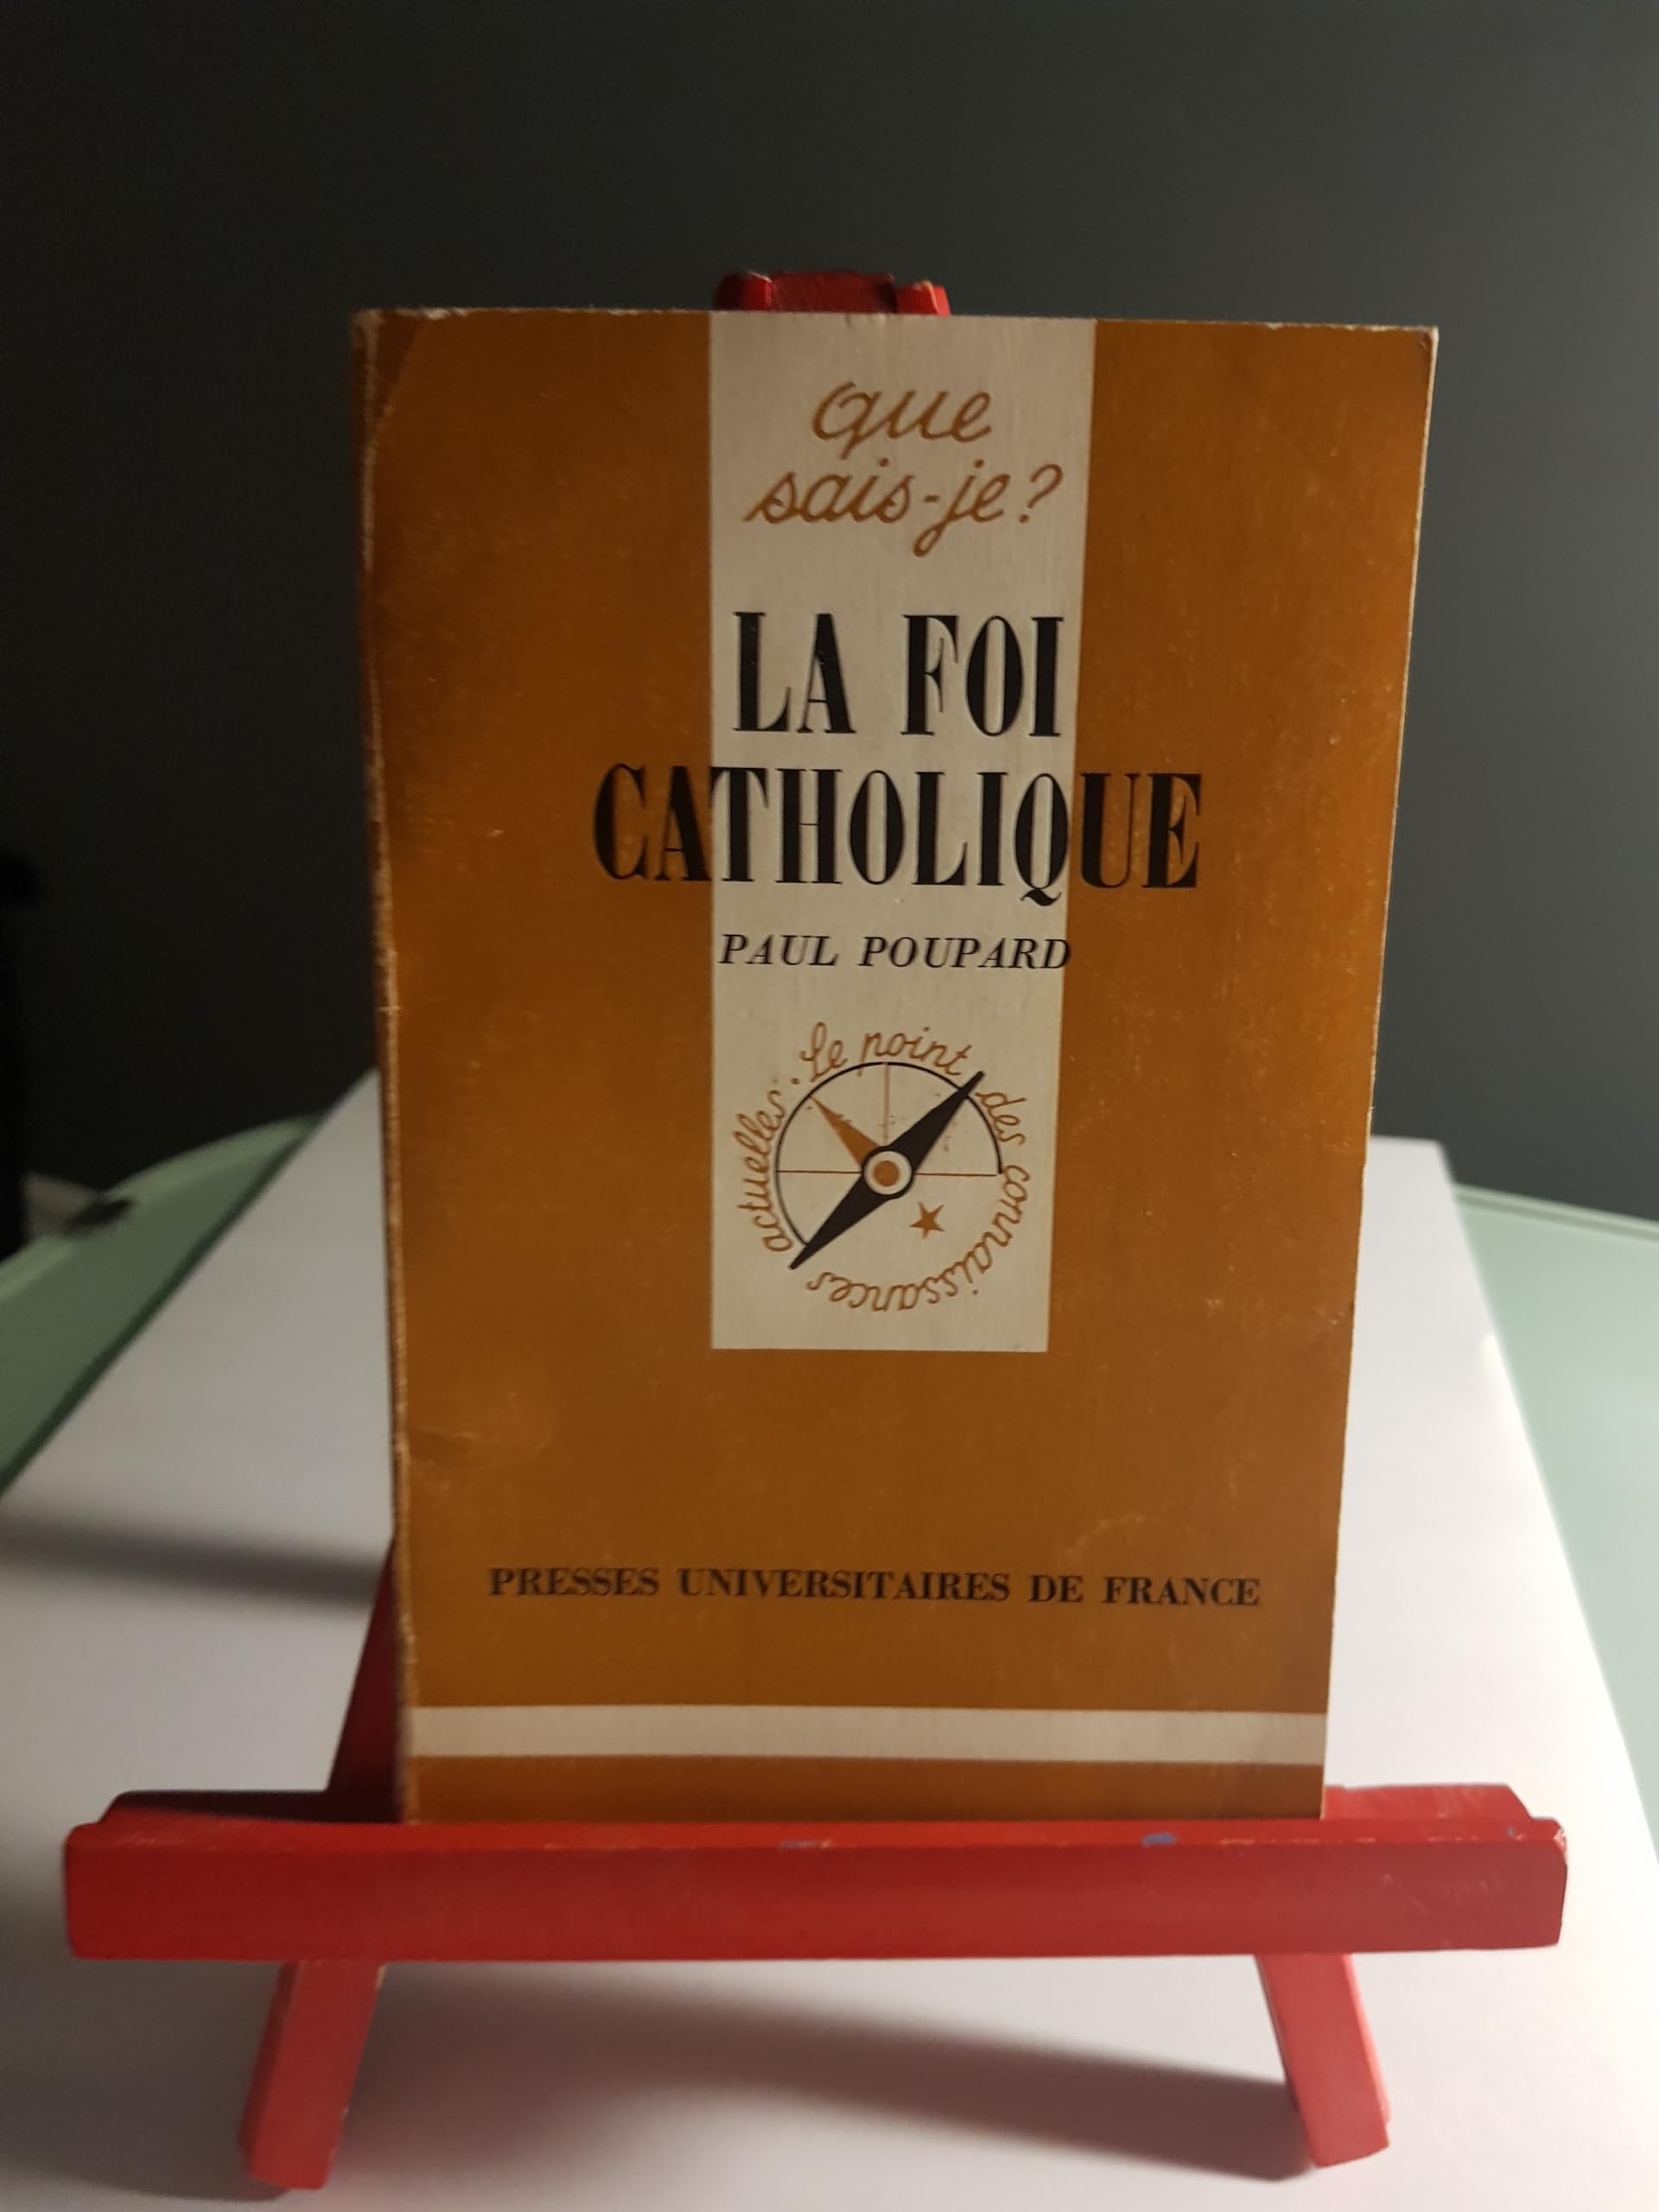 que
sais-je?
LA FOI
CATHOLIQUE
PAUL POUPARD
Le point des connaissances actuelles.
PRESSES UNIVERSITAIRES DE FRANCE